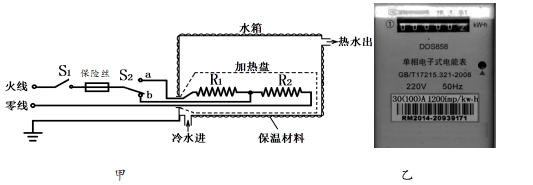 水箱
热水出
加热盘
火线
S1
保险丝
S2
a
b
R1
R2
零线
冷水进
保温材料
甲
①
kW·h
DDS858
单相电子式电能表
GB/T17215.321-2008
220V 50Hz
30(100)A 1200imp/kw·h
RM2014-20939171
乙